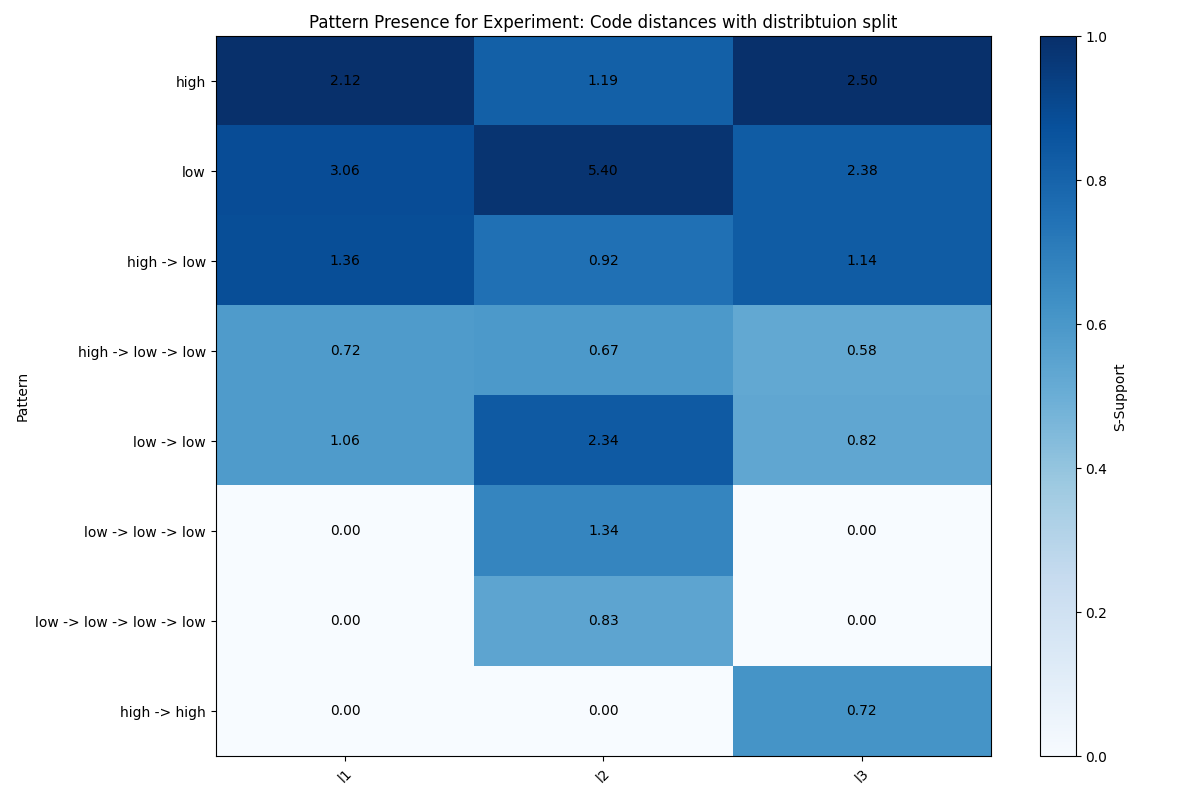 Pattern Presence for Experiment: Code distances with distribtuion split
high 2.12 1.19 2.50
low 3.06 5.40 2.38
high -> low 1.36 0.92 1.14
high -> low -> low 0.72 0.67 0.58
low -> low 1.06 2.34 0.82
low -> low -> low 0.00 1.34 0.00
low -> low -> low -> low 0.00 0.83 0.00
high -> high 0.00 0.00 0.72
l1 l2 l3
Pattern
1.0
0.8
0.6
0.4
0.2
0.0
S-Support